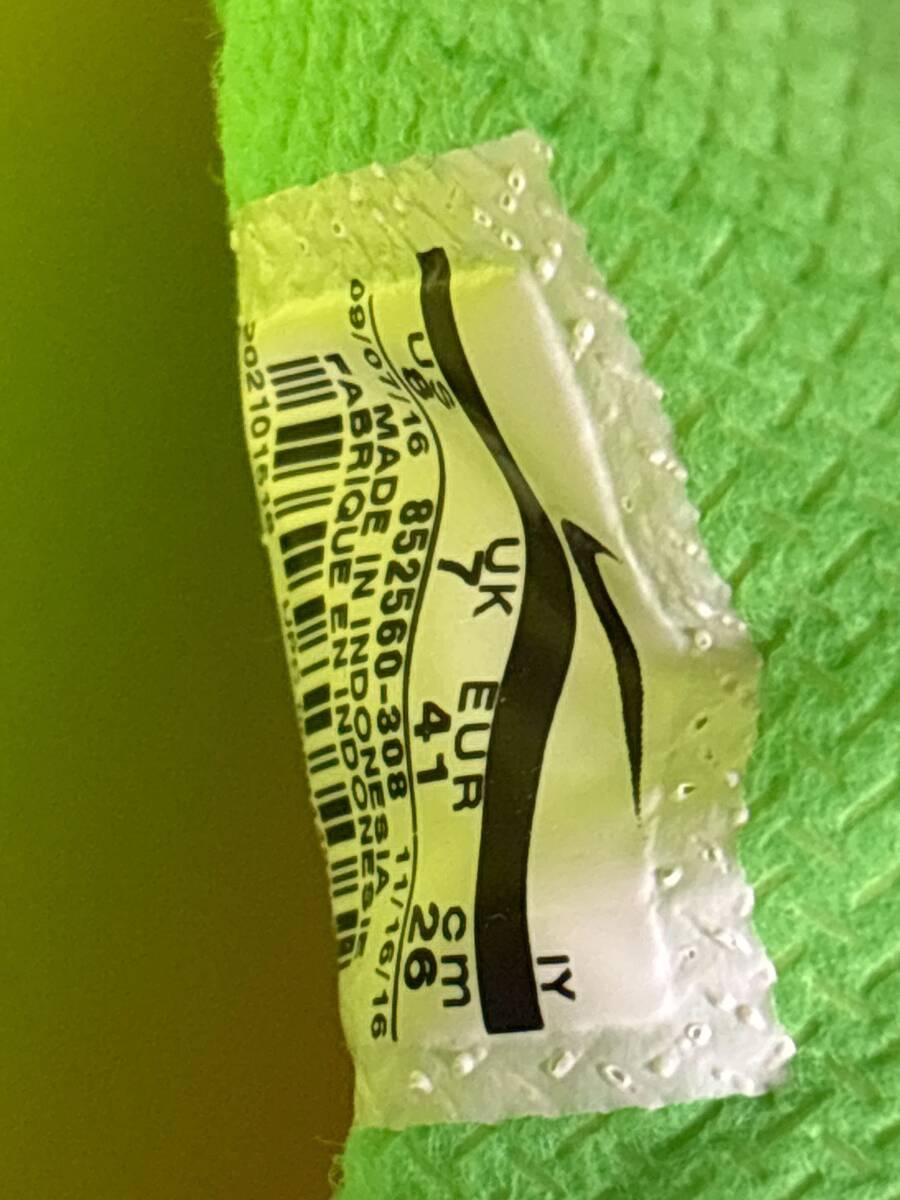 IY
US UK EUR cm
8 7 41 26
09/07/16 852560-308 11/16/16
MADE IN INDONESIA
FABRIQUE EN INDONESIE